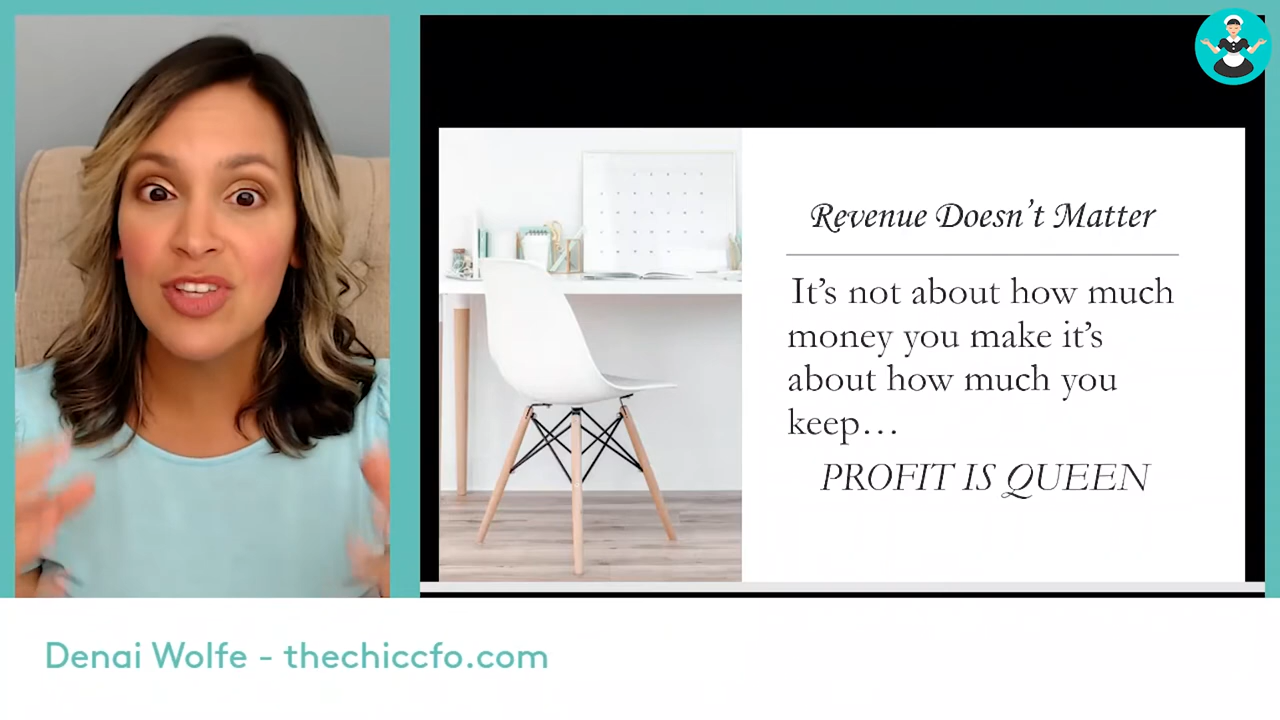 Revenue Doesn't Matter
It's not about how much
money you make it's
about how much you
keep…
PROFIT IS QUEEN
Denai Wolfe - thechiccfo.com